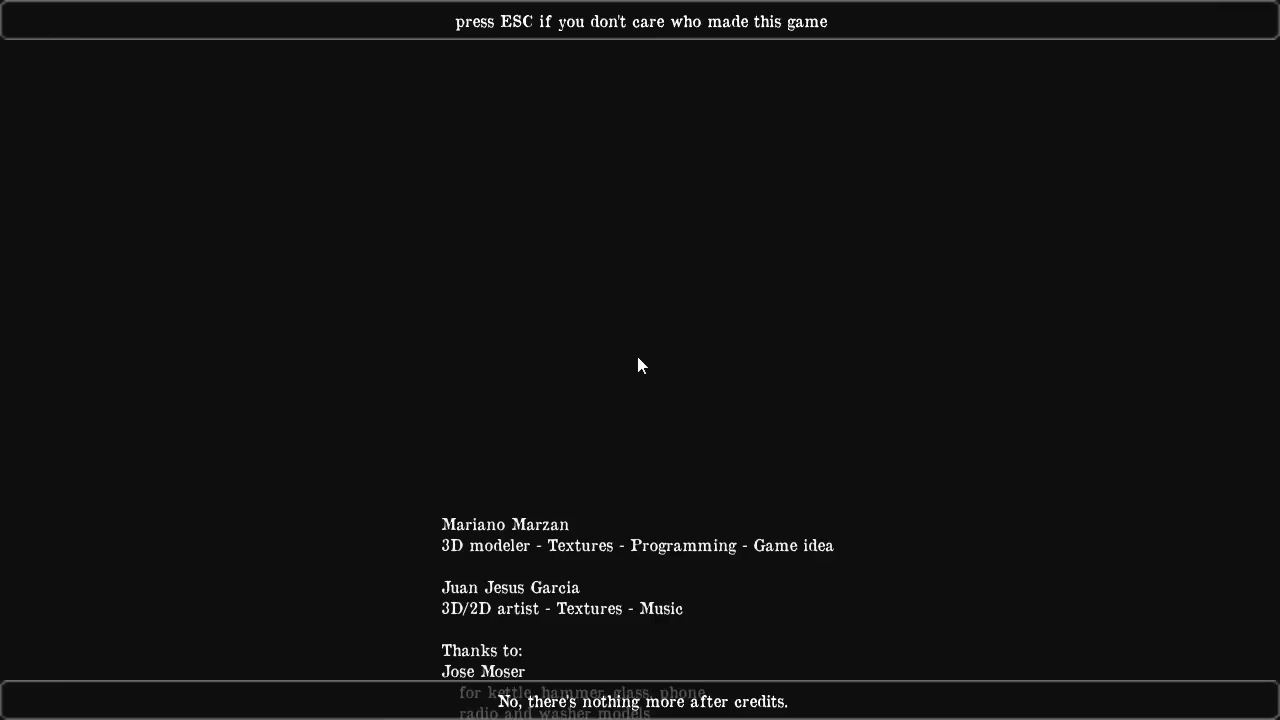 press ESC if you don't care who made this game
Mariano Marzan
3D modeler - Textures - Programming - Game idea
Juan Jesus Garcia
3D/2D artist - Textures - Music
Thanks to:
Jose Moser
for kettle, hammer, glass, phone
No, there's nothing more after credits.
radio and washer models